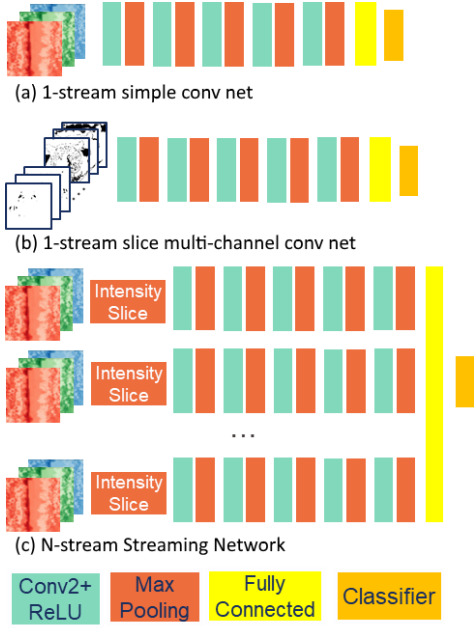 (a) 1-stream simple conv net
(b) 1-stream slice multi-channel conv net
Intensity
Slice
Intensity
Slice
...
Intensity
Slice
(c) N-stream Streaming Network
Conv2+
ReLU
Max
Pooling
Fully
Connected
Classifier